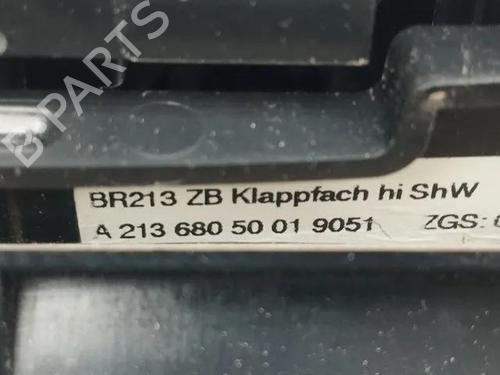 B PARTS
BR213 ZB Klappfach hi ShW
A 213 680 50 01 9051 ZGS: